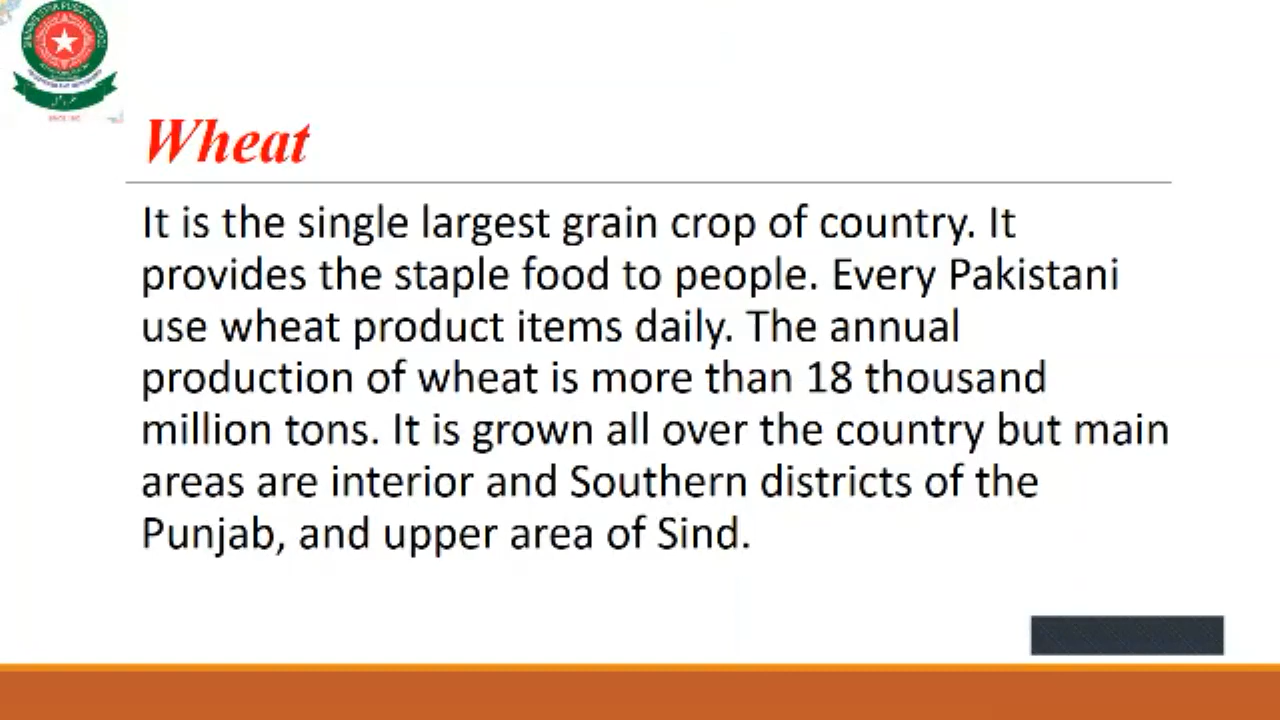 Wheat
It is the single largest grain crop of country. It
provides the staple food to people. Every Pakistani
use wheat product items daily. The annual
production of wheat is more than 18 thousand
million tons. It is grown all over the country but main
areas are interior and Southern districts of the
Punjab, and upper area of Sind.